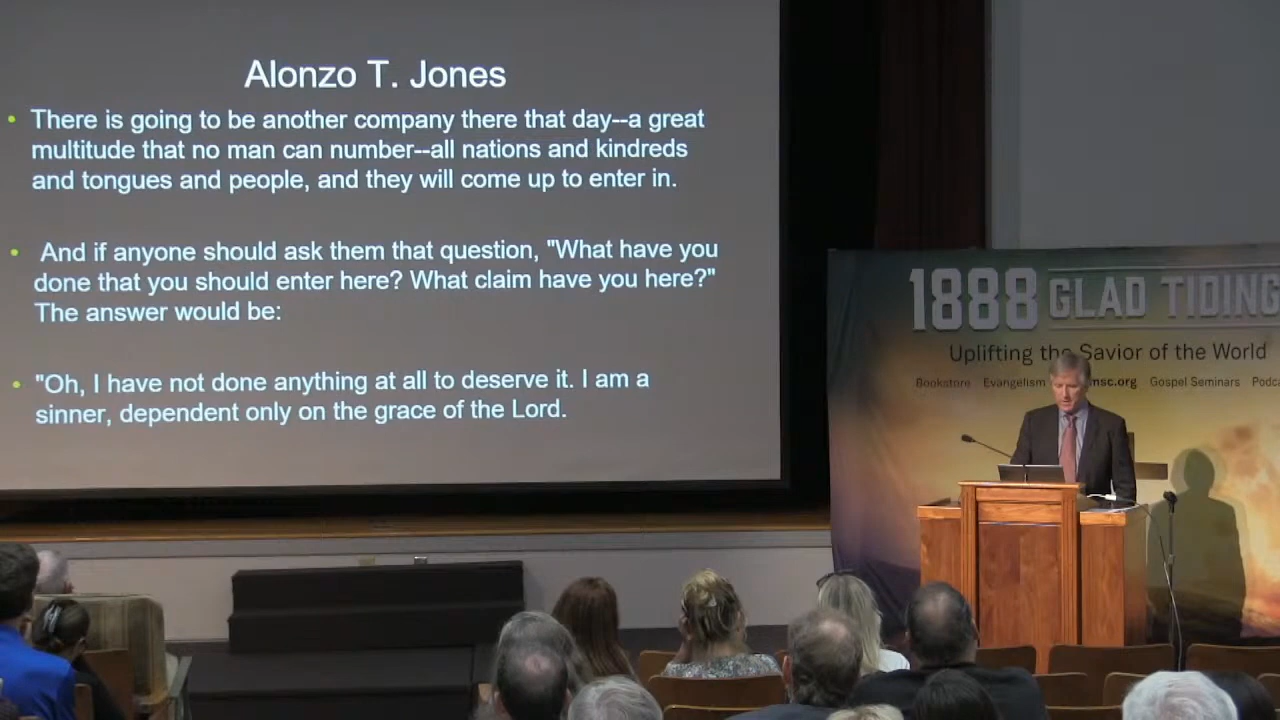 Alonzo T. Jones
• There is going to be another company there that day--a great
multitude that no man can number--all nations and kindreds
and tongues and people, and they will come up to enter in.
• And if anyone should ask them that question, "What have you
done that you should enter here? What claim have you here?"
The answer would be:
• "Oh, I have not done anything at all to deserve it. I am a
sinner, dependent only on the grace of the Lord.
1888 GLAD TIDING
Uplifting the Savior of the World
Bookstore Evangelism msc.org Gospel Seminars Podca